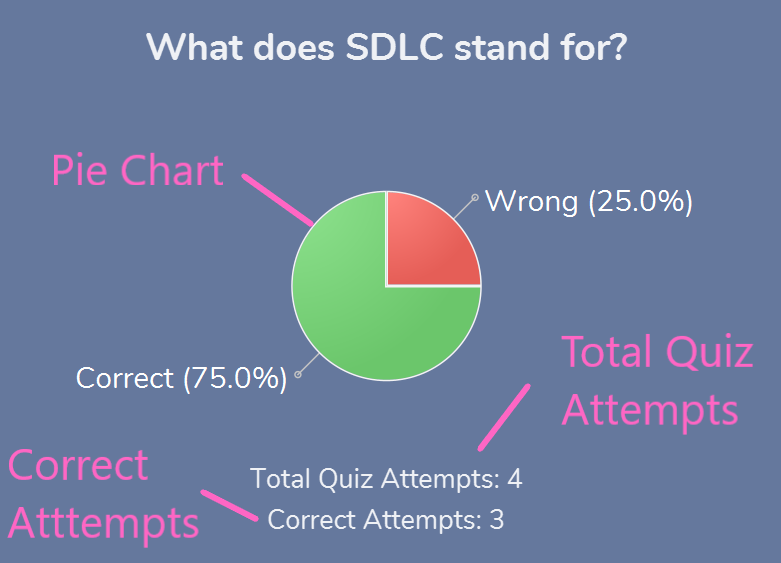 What does SDLC stand for?
Pie Chart
Wrong (25.0%)
Total Quiz
Attempts
Correct (75.0%)
Correct
Atttempts
Total Quiz Attempts: 4
Correct Attempts: 3